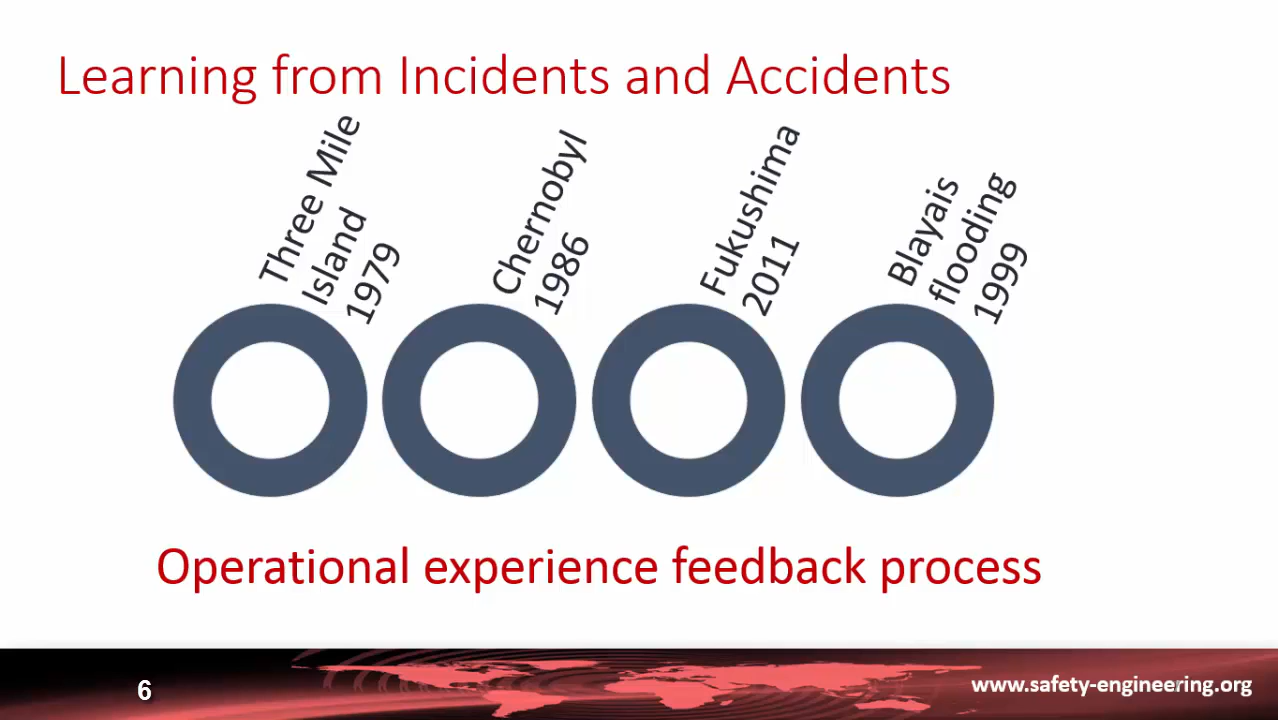 Learning from Incidents and Accidents
Three Mile
Island
1979
Chernobyl
1986
Fukushima
2011
Blayais
flooding
1999
Operational experience feedback process
6
www.safety-engineering.org